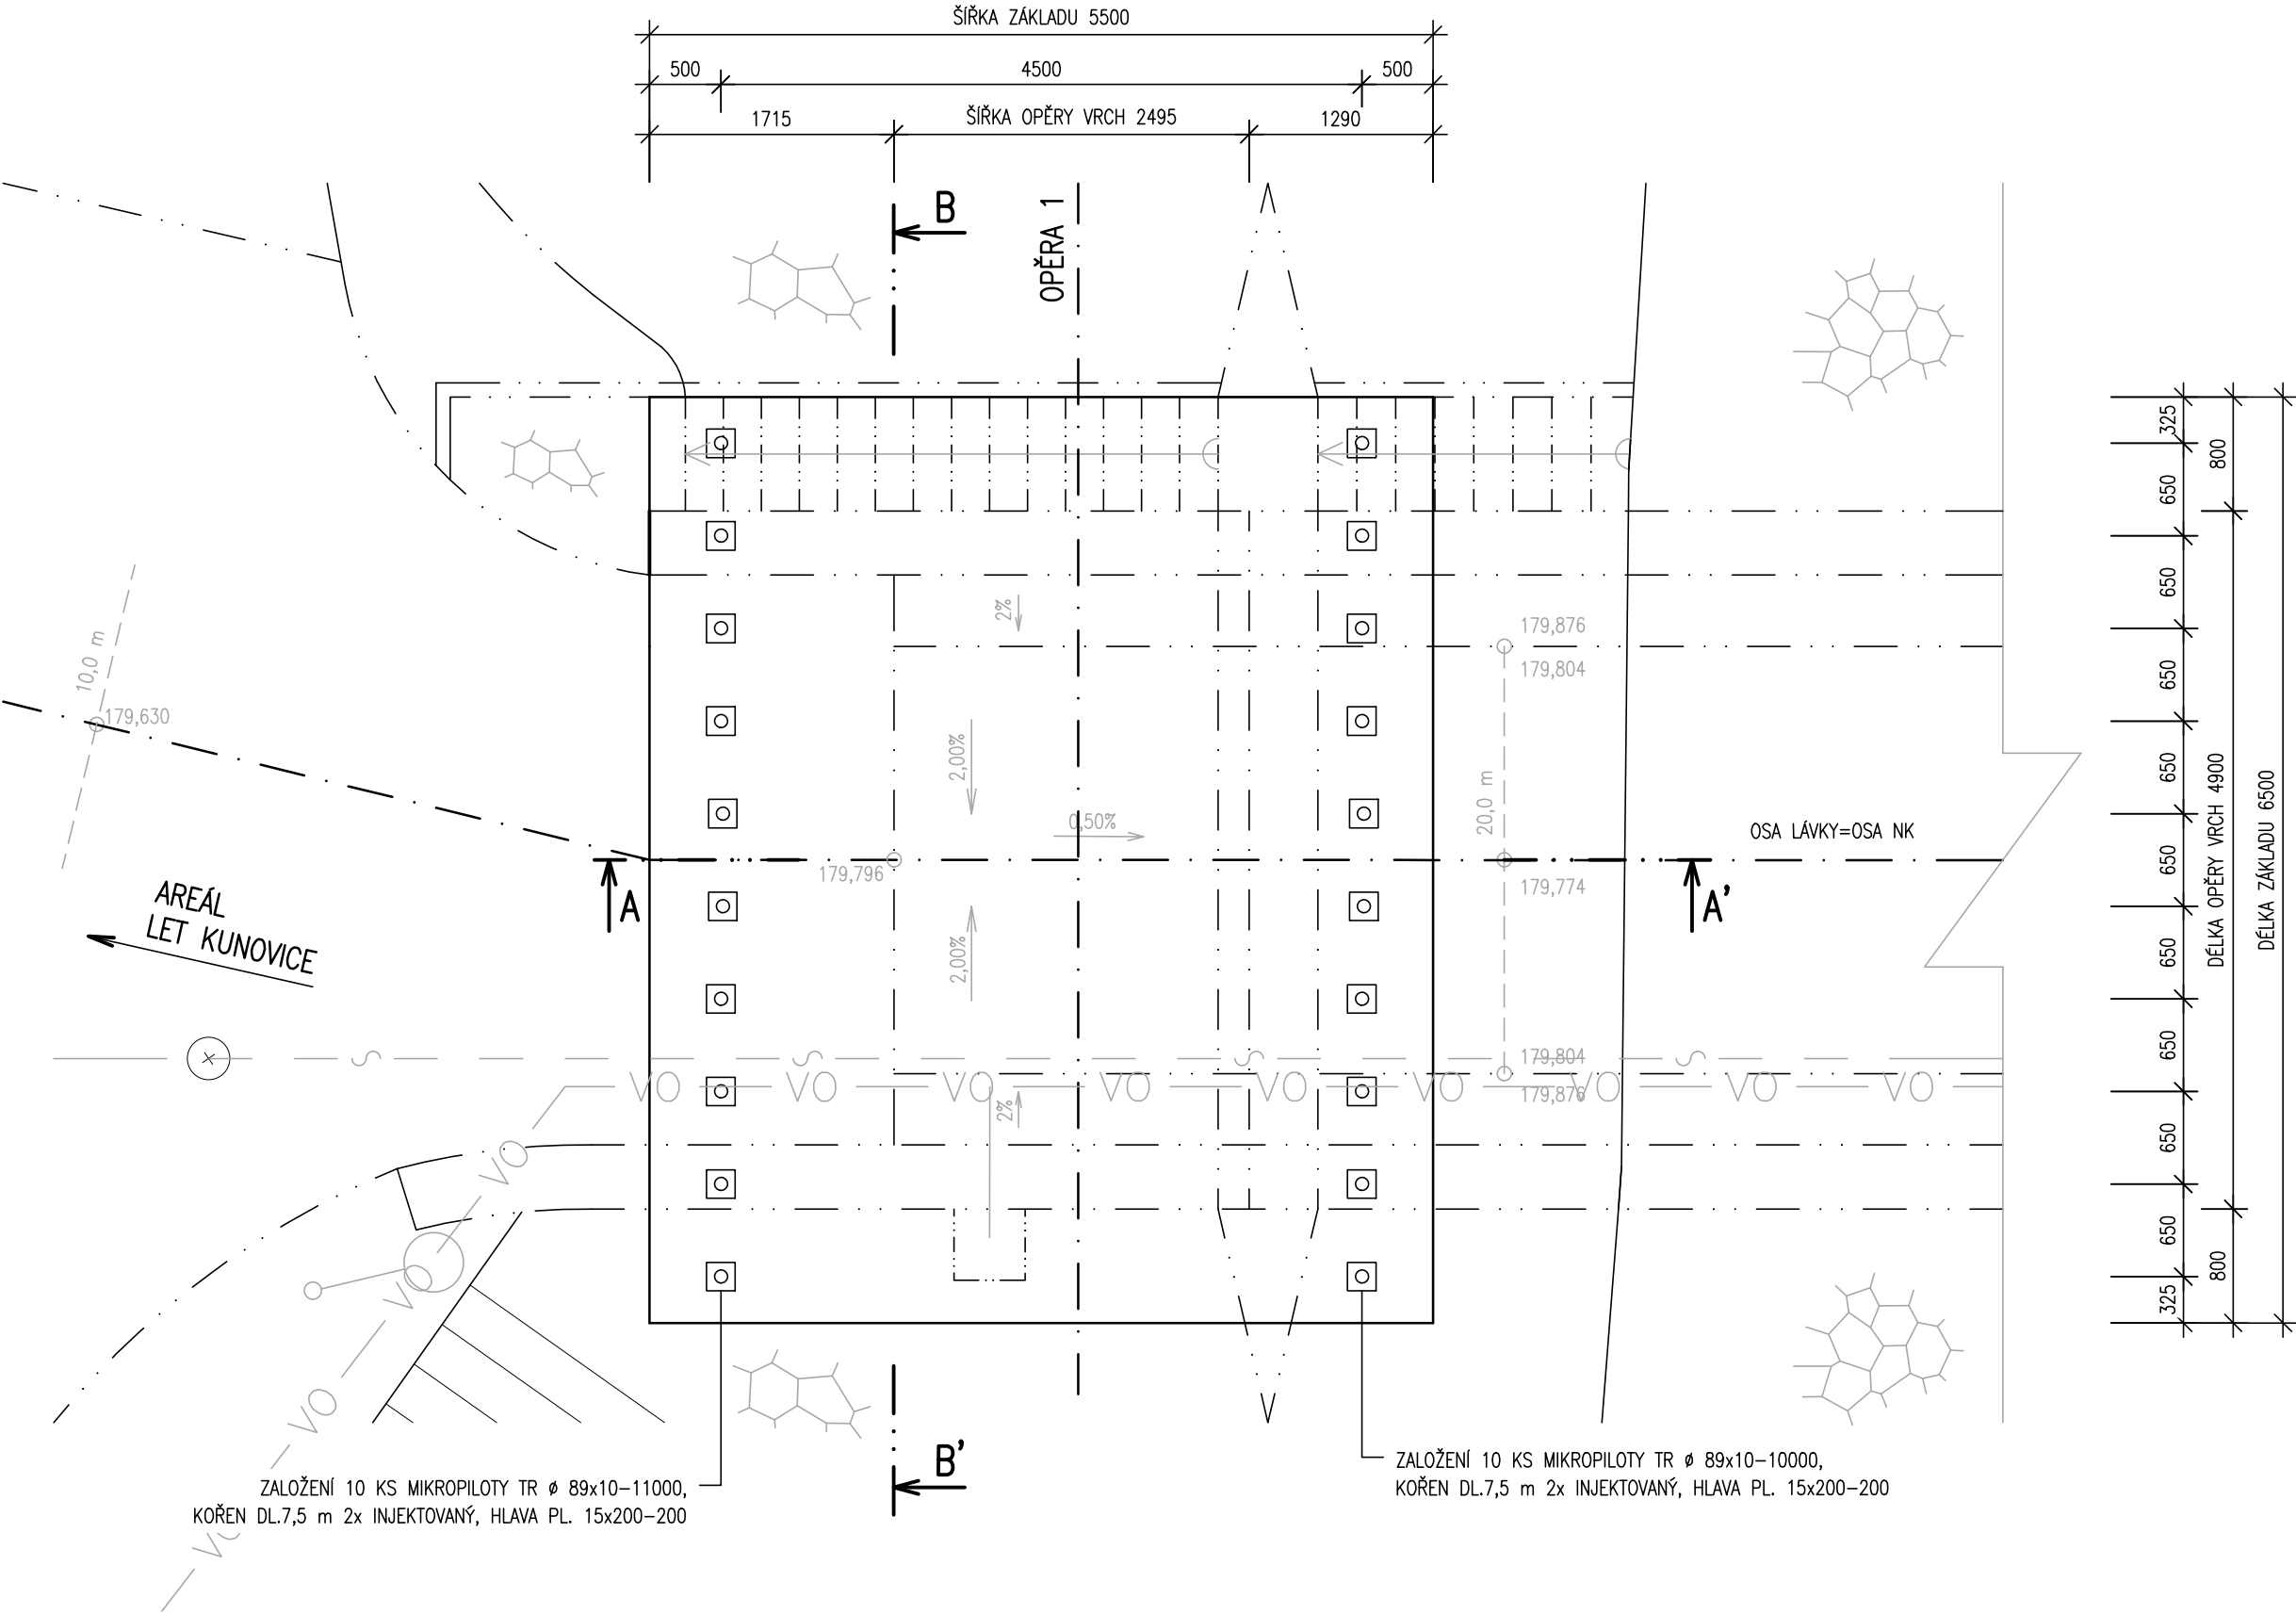 ŠÍŘKA ZÁKLADU 5500
500
4500
500
1715
ŠÍŘKA OPĚRY VRCH 2495
1290
B
OPĚRA 1
325
800
650
650
650
650
650
650
650
650
650
325
800
DÉLKA OPĚRY VRCH 4900
DÉLKA ZÁKLADU 6500
2%
179,876
179,804
10,0 m
179,630
2,00%
0,50%
20,0 m
OSA LÁVKY=OSA NK
179,796
179,774
A
A'
AREÁL
LET KUNOVICE
2,00%
S
S
S
S
179,804
179,876
VO
VO
VO
VO
VO
VO
VO
VO
VO
2%
VO
VO
VO
VO
B'
ZALOŽENÍ 10 KS MIKROPILOTY TR ø 89x10-11000,
KOŘEN DL.7,5 m 2x INJEKTOVANÝ, HLAVA PL. 15x200-200
ZALOŽENÍ 10 KS MIKROPILOTY TR ø 89x10-10000,
KOŘEN DL.7,5 m 2x INJEKTOVANÝ, HLAVA PL. 15x200-200